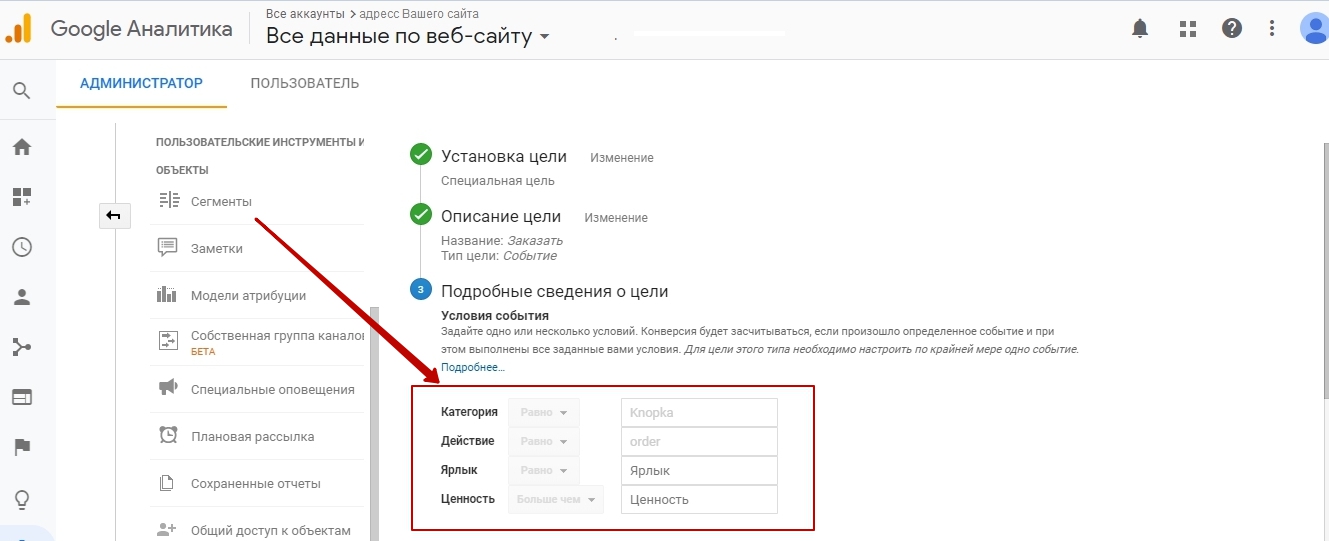 Все аккаунты > адресс Вашего сайта
Google Аналитика
Все данные по веб-сайту
АДМИНИСТРАТОР ПОЛЬЗОВАТЕЛЬ
ПОЛЬЗОВАТЕЛЬСКИЕ ИНСТРУМЕНТЫ И
ОБЪЕКТЫ
Сегменты
Заметки
Модели атрибуции
Собственная группа каналов
БЕТА
Специальные оповещения
Плановая рассылка
Сохраненные отчеты
Общий доступ к объектам
Установка цели Изменение
Специальная цель
Описание цели Изменение
Название: Заказать
Тип цели: Событие
3 Подробные сведения о цели
Условия события
Задайте одно или несколько условий. Конверсия будет засчитываться, если произошло определенное событие и при
этом выполнены все заданные вами условия. Для цели этого типа необходимо настроить по крайней мере одно событие.
Подробнее...
Категория Равно Knopka
Действие Равно order
Ярлык Равно Ярлык
Ценность Больше чем Ценность